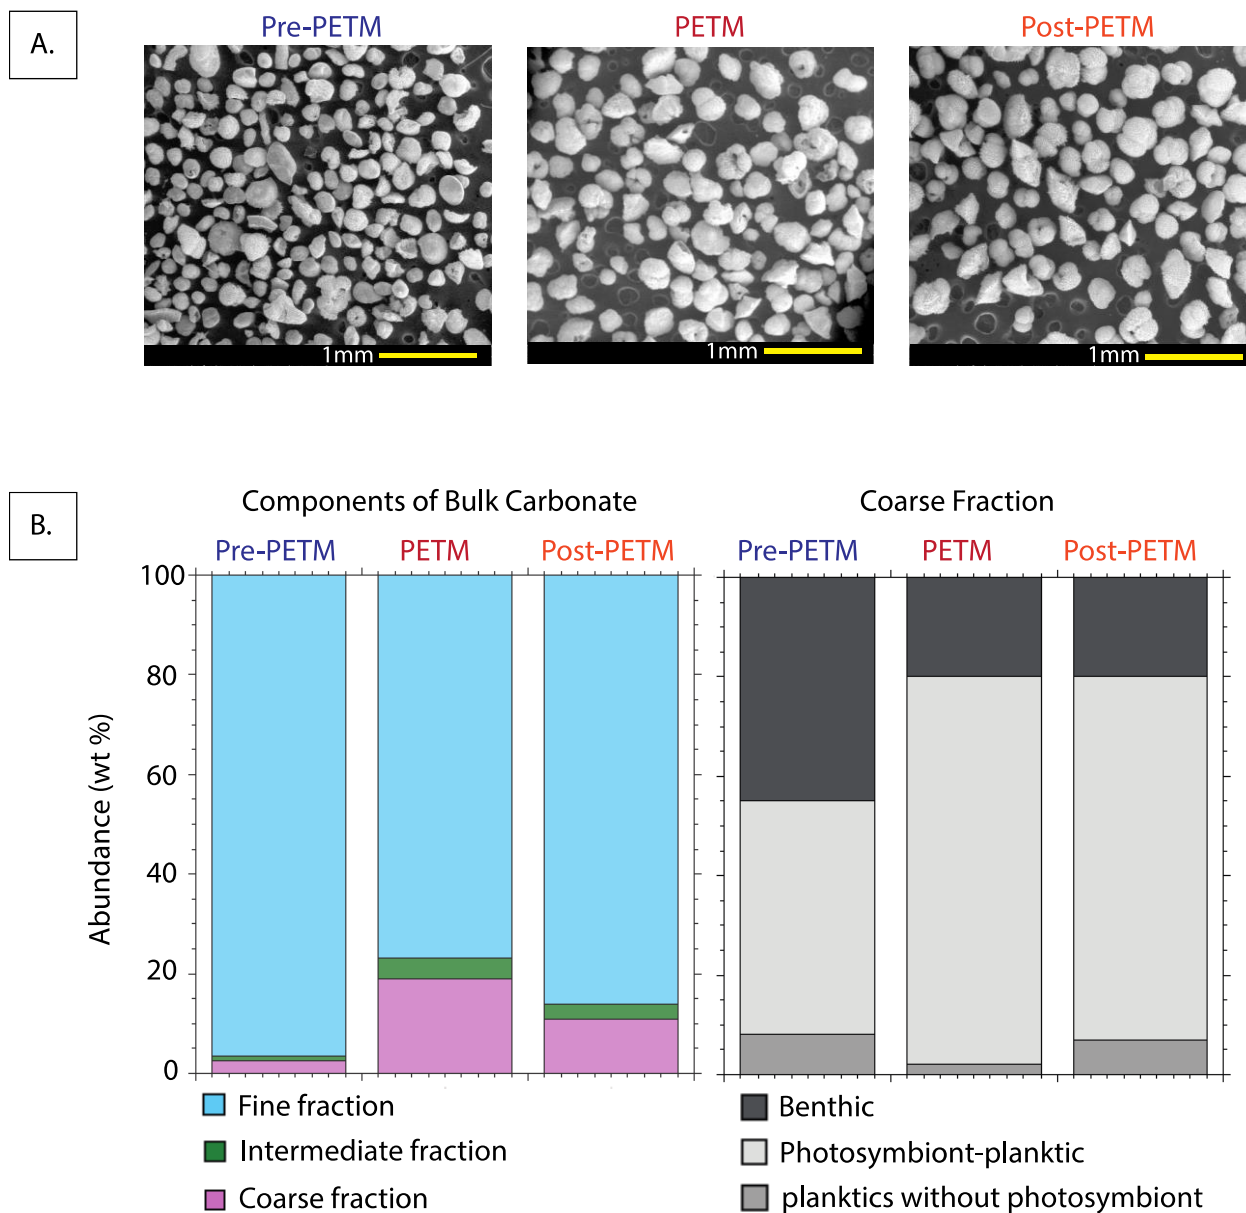 A.
Pre-PETM
PETM
Post-PETM
1mm
1mm
1mm
B.
Components of Bulk Carbonate
Coarse Fraction
Pre-PETM
PETM
Post-PETM
Pre-PETM
PETM
Post-PETM
Abundance (wt %)
100
80
60
40
20
0
Fine fraction
Intermediate fraction
Coarse fraction
Benthic
Photosymbiont-planktic
planktics without photosymbiont